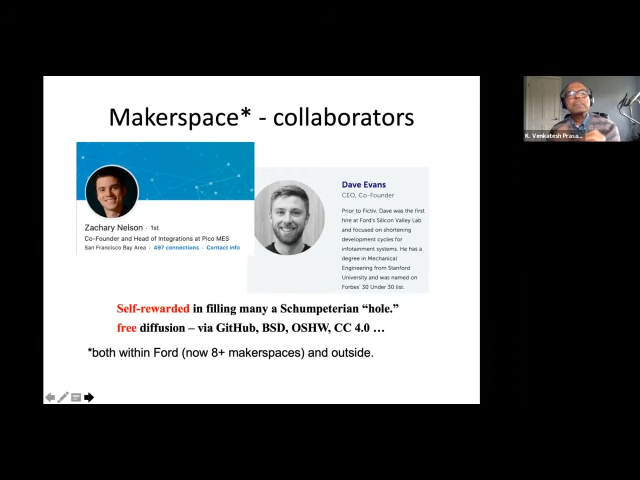 Makerspace* - collaborators
Zachary Nelson · 1st
Co-Founder and Head of Integrations at Pico MES
San Francisco Bay Area · 497 connections · Contact info
Dave Evans
CEO, Co-Founder
Prior to Fictiv, Dave was the first
hire at Ford's Silicon Valley Lab
and focused on shortening
development cycles for
infotainment systems. He has a
degree in Mechanical
Engineering from Stanford
University and was named on
Forbes' 30 Under 30 list.
Self-rewarded in filling many a Schumpeterian “hole.”
free diffusion – via GitHub, BSD, OSHW, CC 4.0 …
*both within Ford (now 8+ makerspaces) and outside.
K. Venkatesh Prasa...